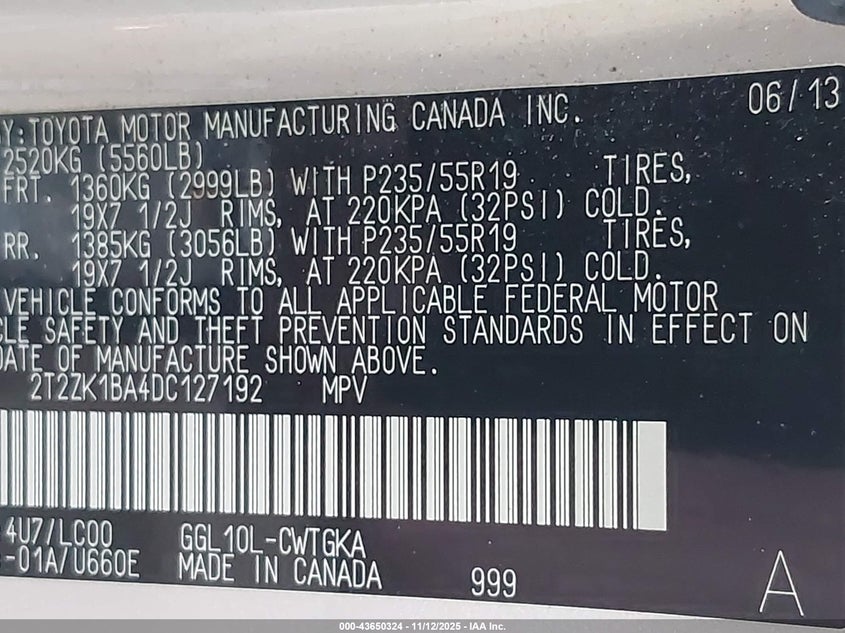 Y:TOYOTA MOTOR MANUFACTURING CANADA INC. 06/13
2520KG (5560LB)
FRT. 1360KG (2999LB) WITH P235/55R19 TIRES,
19X7 1/2J RIMS, AT 220KPA (32PSI) COLD.
RR. 1385KG (3056LB) WITH P235/55R19 TIRES,
19X7 1/2J RIMS, AT 220KPA (32PSI) COLD.
VEHICLE CONFORMS TO ALL APPLICABLE FEDERAL MOTOR
CLE SAFETY AND THEFT PREVENTION STANDARDS IN EFFECT ON
DATE OF MANUFACTURE SHOWN ABOVE.
2T2ZK1BA4DC127192 MPV
4U7/LC00 GGL10L-CWTGKA
-01A/U660E MADE IN CANADA 999 A
000-43650324 - 11/12/2025 - IAA Inc.